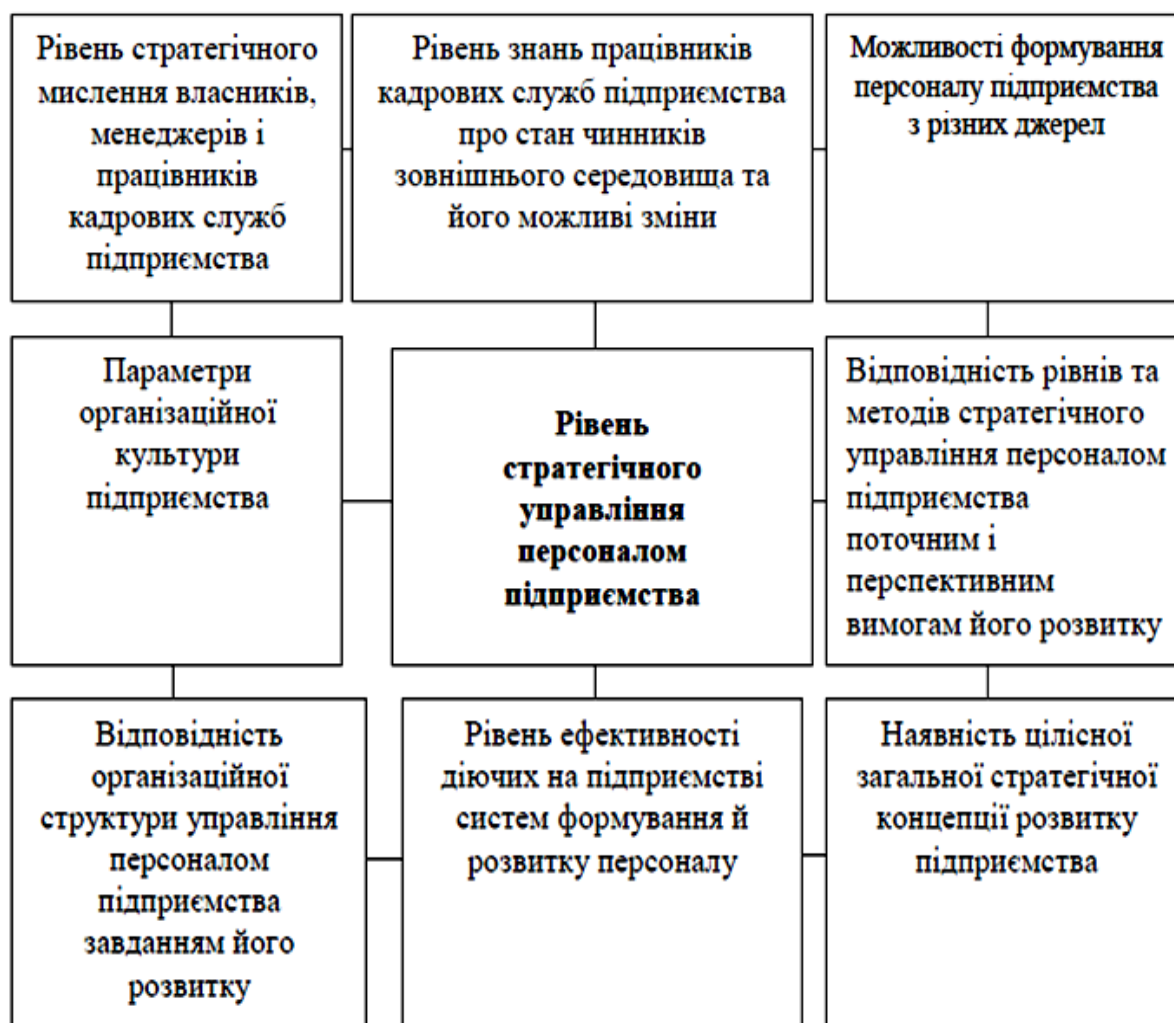 Рівень стратегічного
мислення власників,
менеджерів і
працівників
кадрових служб
підприємства
Рівень знань працівників
кадрових служб підприємства
про стан чинників
зовнішнього середовища та
його можливі зміни
Можливості формування
персоналу підприємства
з різних джерел
Параметри
організаційної
культури
підприємства
Рівень
стратегічного
управління
персоналом
підприємства
Відповідність рівнів та
методів стратегічного
управління персоналом
підприємства
поточним і
перспективним
вимогам його розвитку
Відповідність
організаційної
структури управління
персоналом
підприємства
завданням його
розвитку
Рівень ефективності
діючих на підприємстві
систем формування й
розвитку персоналу
Наявність цілісної
загальної стратегічної
концепції розвитку
підприємства